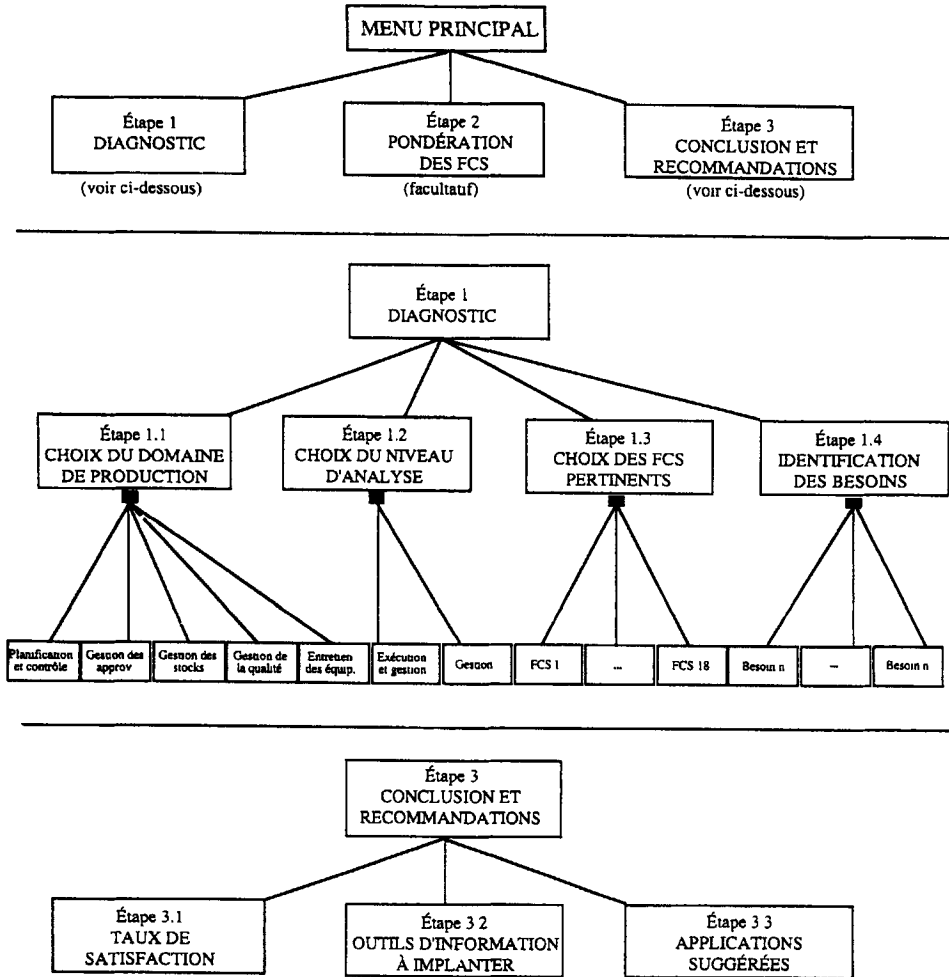 MENU PRINCIPAL
Étape 1
DIAGNOSTIC
(voir ci-dessous)
Étape 2
PONDÉRATION
DES FCS
(facultatif)
Étape 3
CONCLUSION ET
RECOMMANDATIONS
(voir ci-dessous)
Étape 1
DIAGNOSTIC
Étape 1.1
CHOIX DU DOMAINE
DE PRODUCTION
Étape 1.2
CHOIX DU NIVEAU
D'ANALYSE
Étape 1.3
CHOIX DES FCS
PERTINENTS
Étape 1.4
IDENTIFICATION
DES BESOINS
Planification
et contrôle
Gestion des
approv
Gestion des
stocks
Gestion de
la qualité
Entretien
des équip.
Exécution
et gestion
Gestion
FCS 1
...
FCS 18
Besoin n
...
Besoin n
Étape 3
CONCLUSION ET
RECOMMANDATIONS
Étape 3.1
TAUX DE
SATISFACTION
Étape 3 2
OUTILS D'INFORMATION
À IMPLANTER
Étape 3 3
APPLICATIONS
SUGGÉRÉES